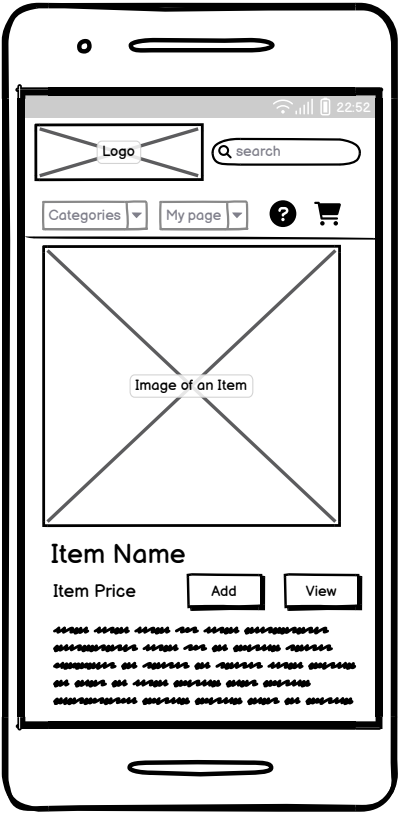 22:52
Logo
search
Categories
My page
?
Image of an Item
Item Name
Item Price
Add
View